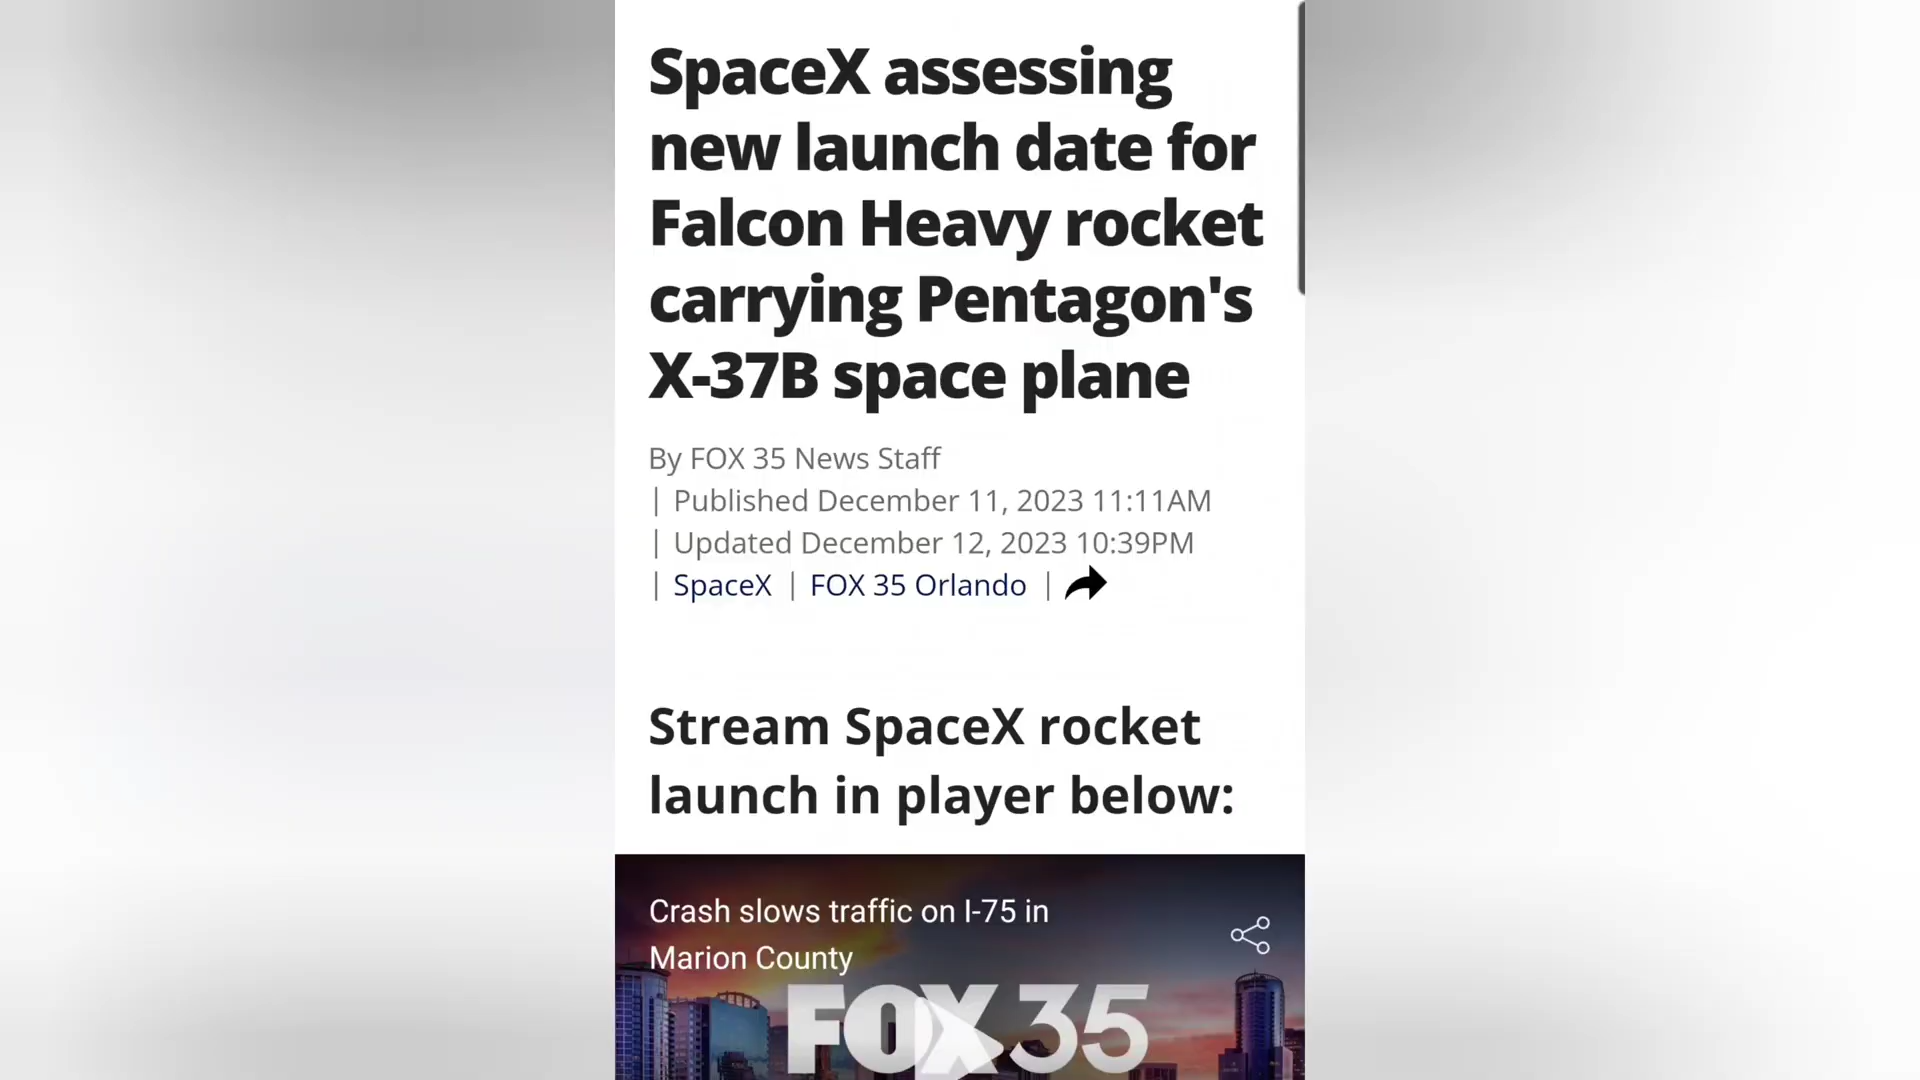 SpaceX assessing
new launch date for
Falcon Heavy rocket
carrying Pentagon's
X-37B space plane
By FOX 35 News Staff
| Published December 11, 2023 11:11AM
| Updated December 12, 2023 10:39PM
| SpaceX | FOX 35 Orlando |
Stream SpaceX rocket
launch in player below:
Crash slows traffic on I-75 in
Marion County
FOX 35